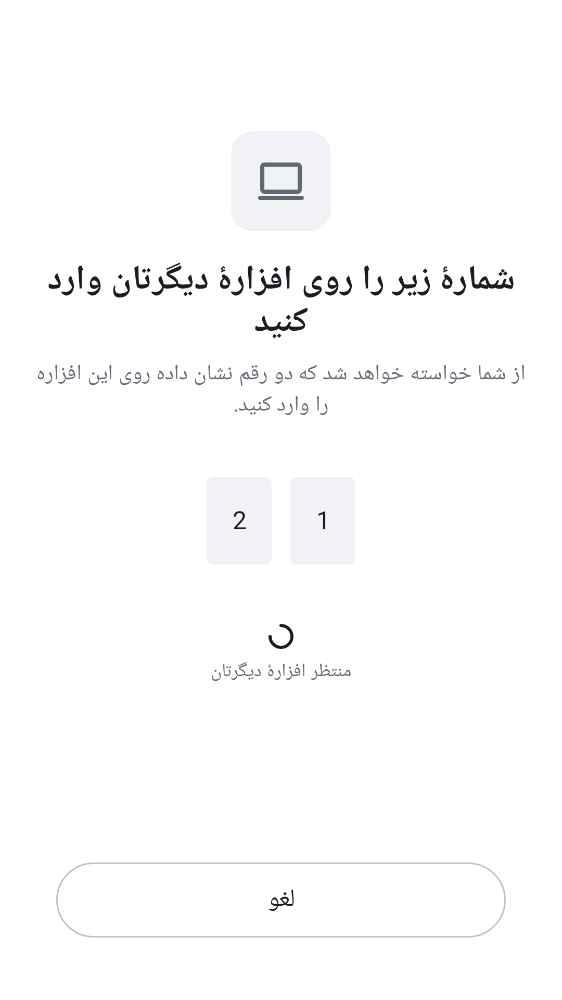 شمارهٔ زیر را روی افزارهٔ دیگرتان وارد
کنید
از شما خواسته خواهد شد که دو رقم نشان داده روی این افزاره
را وارد کنید.
2 1
منتظر افزارهٔ دیگرتان
لغو